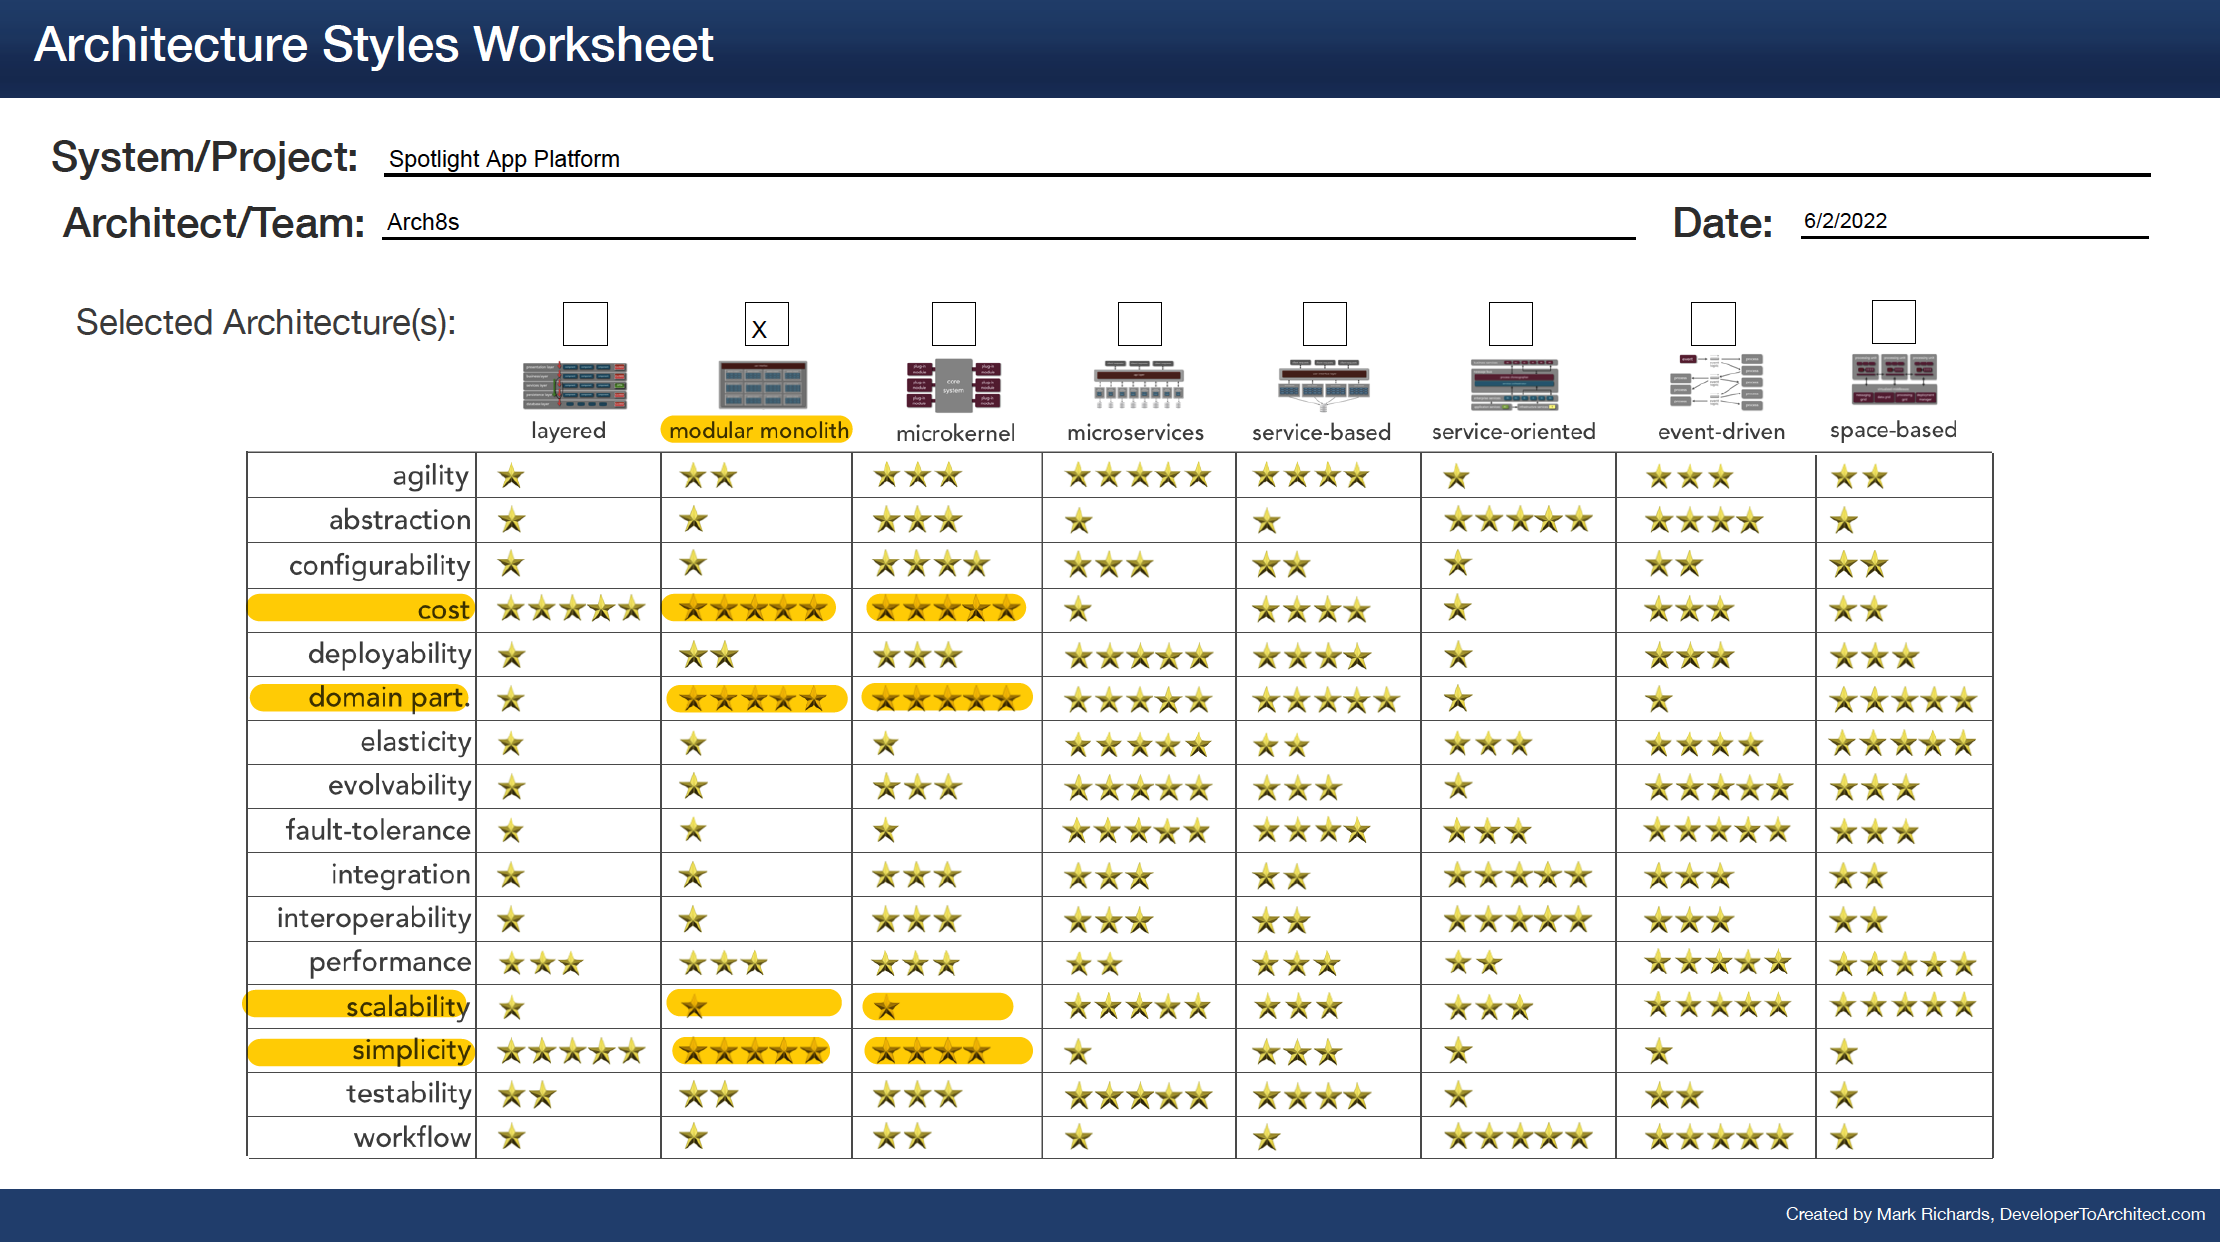 Architecture Styles Worksheet
System/Project: Spotlight App Platform
Architect/Team: Arch8s Date: 6/2/2022
Selected Architecture(s): X
core
system
layered modular monolith microkernel microservices service-based service-oriented event-driven space-based
agility
abstraction
configurability
cost
deployability
domain part.
elasticity
evolvability
fault-tolerance
integration
interoperability
performance
scalability
simplicity
testability
workflow
Created by Mark Richards, DeveloperToArchitect.com